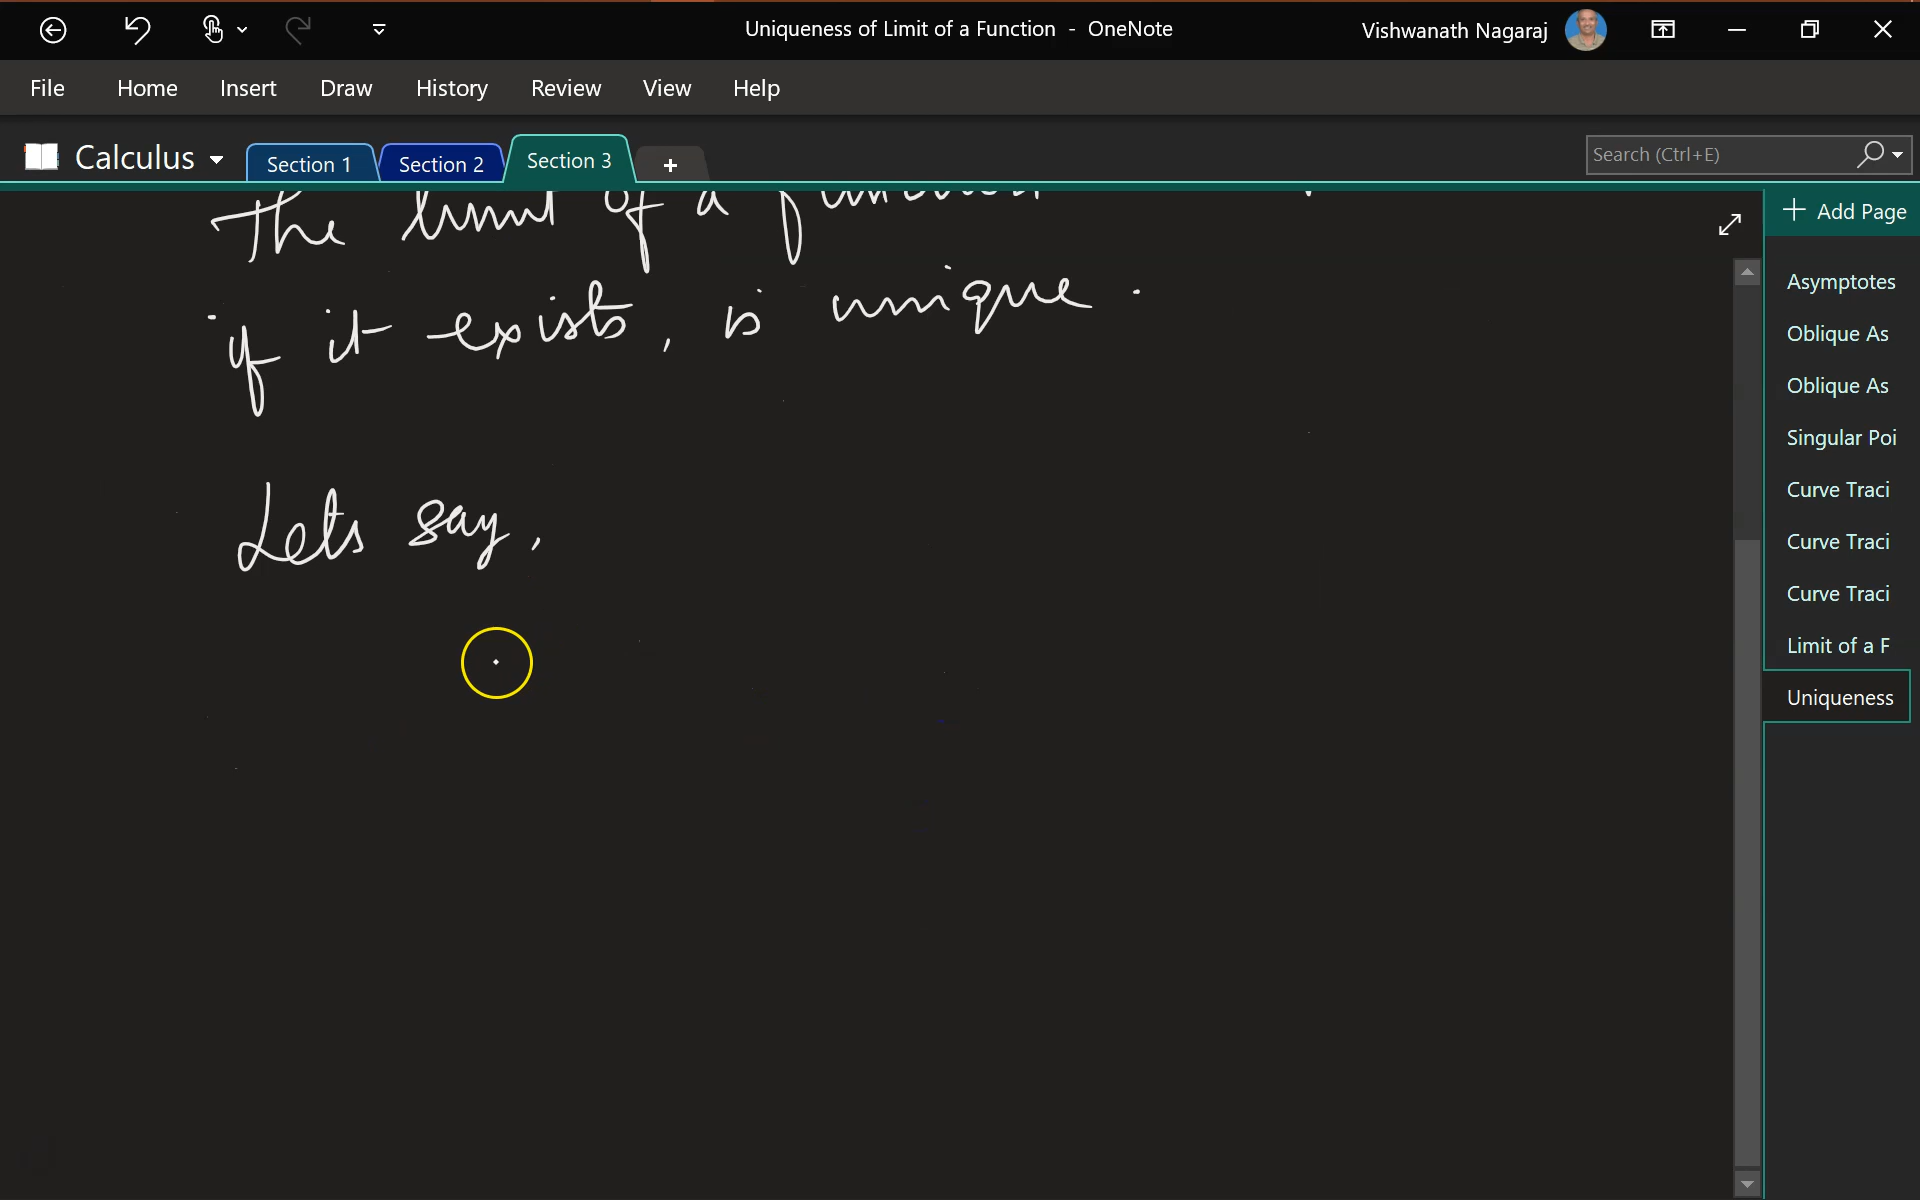 Uniqueness of Limit of a Function - OneNote
Vishwanath Nagaraj
File Home Insert Draw History Review View Help
Calculus
Section 1
Section 2
Section 3
+
Search (Ctrl+E)
The limit of a function
if it exists, is unique.
Lets say,
+ Add Page
Asymptotes
Oblique As
Oblique As
Singular Poi
Curve Traci
Curve Traci
Curve Traci
Limit of a F
Uniqueness